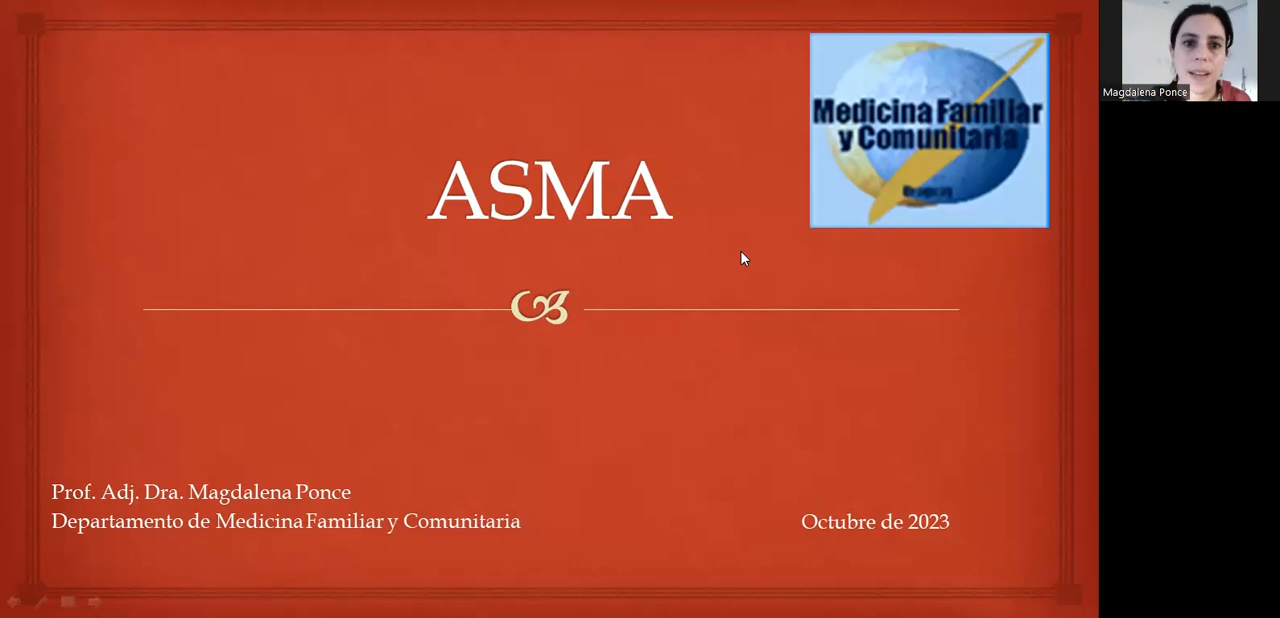 Medicina Familiar
y Comunitaria
Uruguay
ASMA
Prof. Adj. Dra. Magdalena Ponce
Departamento de Medicina Familiar y Comunitaria
Octubre de 2023
Magdalena Ponce